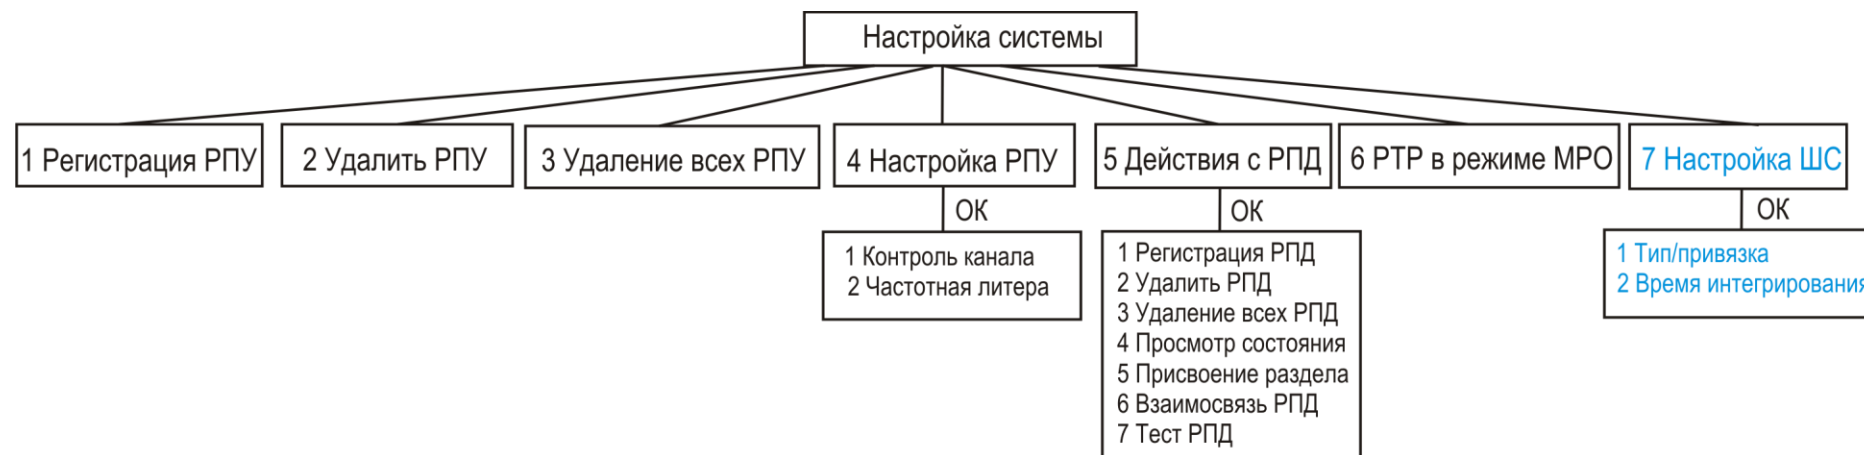 Настройка системы
1 Регистрация РПУ
2 Удалить РПУ
3 Удаление всех РПУ
4 Настройка РПУ
5 Действия с РПД
6 РТР в режиме МРО
7 Настройка ШС
ОК
1 Контроль канала
2 Частотная литера
ОК
1 Регистрация РПД
2 Удалить РПД
3 Удаление всех РПД
4 Просмотр состояния
5 Присвоение раздела
6 Взаимосвязь РПД
7 Тест РПД
ОК
1 Тип/привязка
2 Время интегрирования